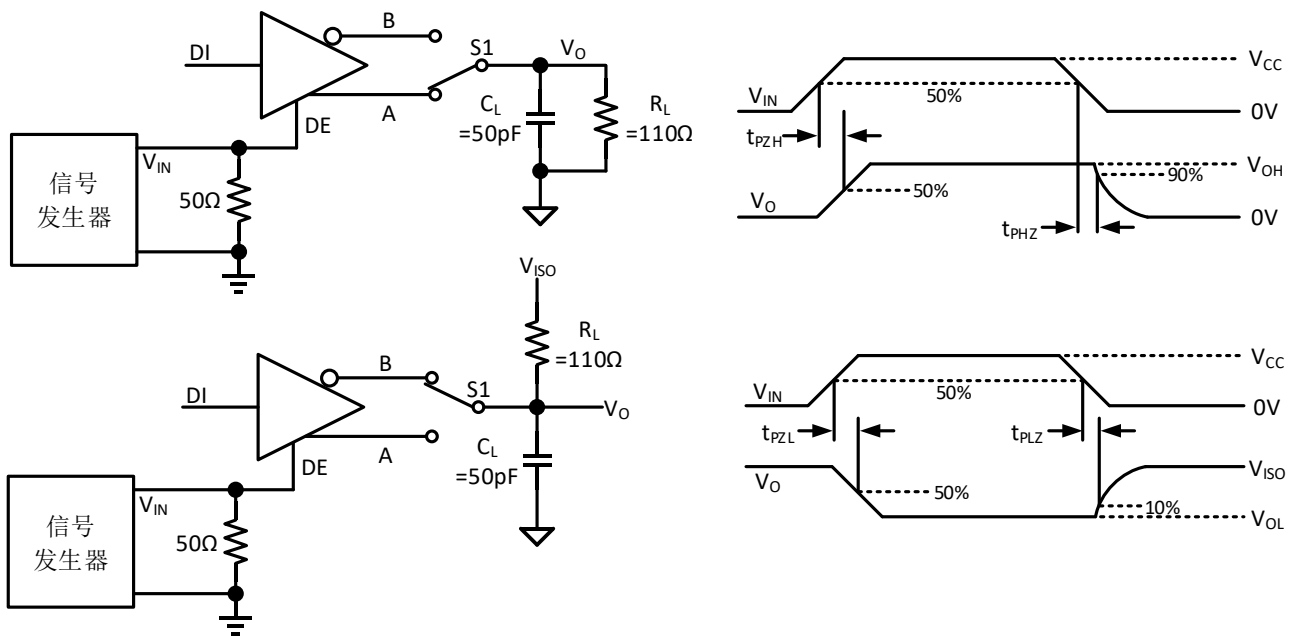 B
DI
S1
V_O
A
DE
C_L
=50pF
R_L
=110Ω
V_IN
信号
发生器
50Ω
V_IN
50%
V_CC
0V
t_PZH
V_O
50%
V_OH
90%
0V
t_PHZ
V_ISO
R_L
=110Ω
B
DI
S1
V_O
A
DE
C_L
=50pF
V_IN
信号
发生器
50Ω
V_IN
50%
V_CC
0V
t_PZL
t_PLZ
V_O
50%
V_ISO
10%
V_OL